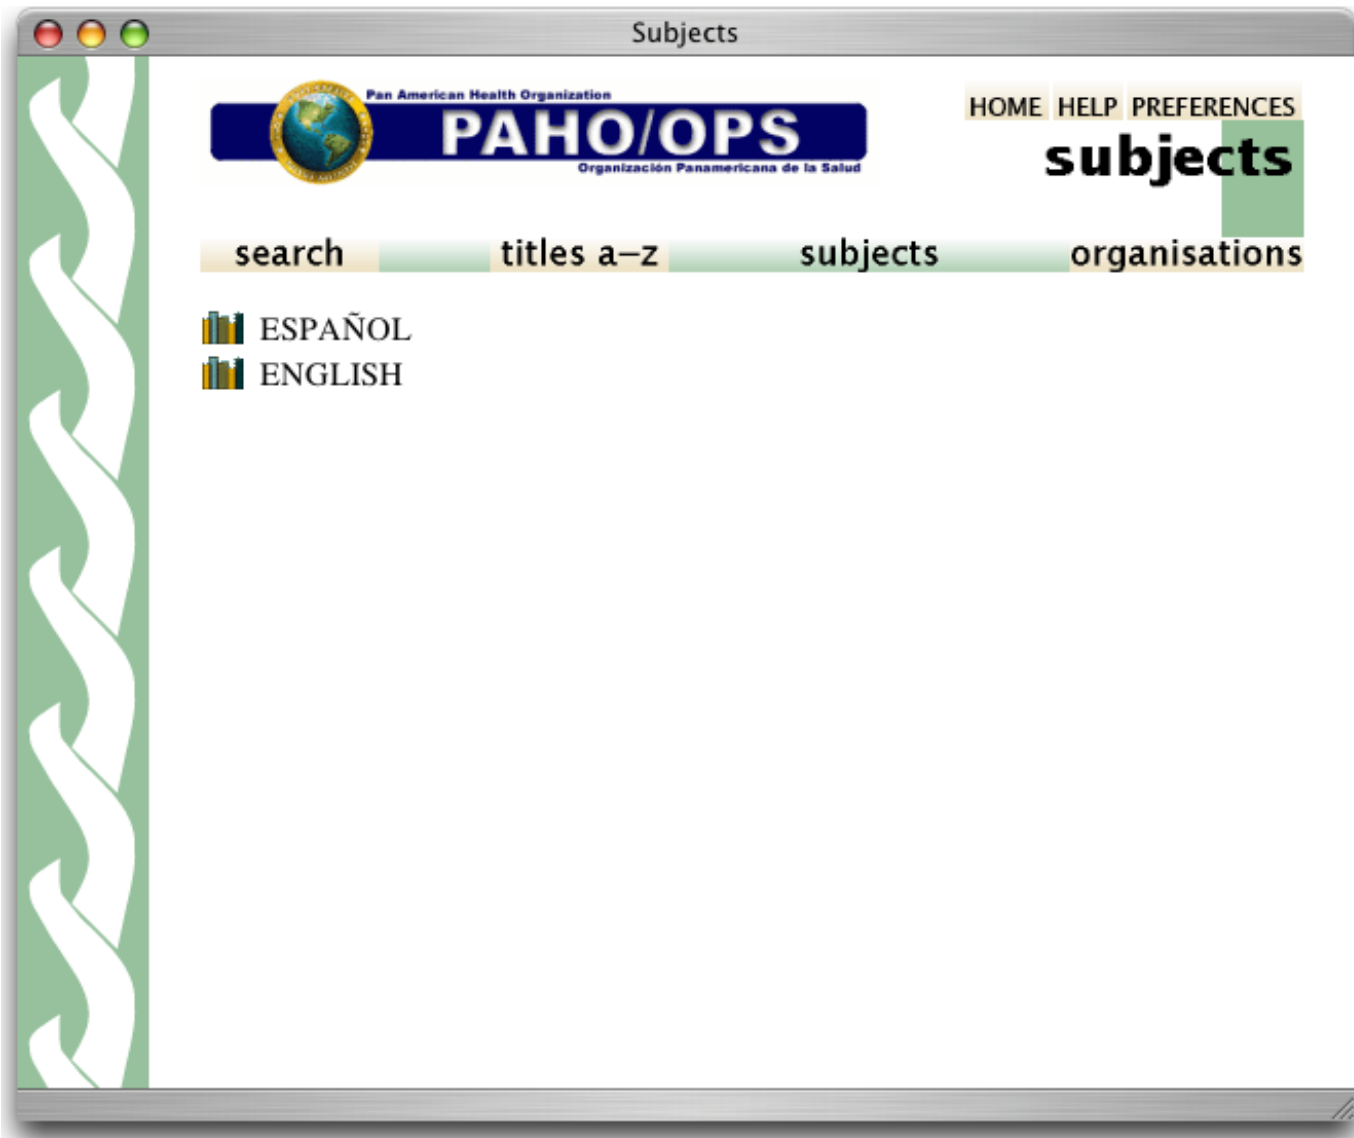 Subjects
Pan American Health Organization
PAHO/OPS
Organización Panamericana de la Salud
HOME HELP PREFERENCES
subjects
search titles a–z subjects organisations
ESPAÑOL
ENGLISH